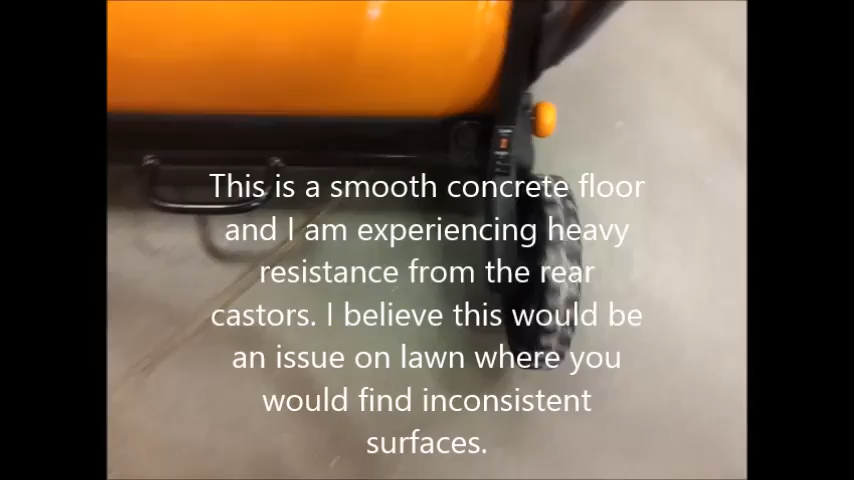 This is a smooth concrete floor
and I am experiencing heavy
resistance from the rear
castors. I believe this would be
an issue on lawn where you
would find inconsistent
surfaces.